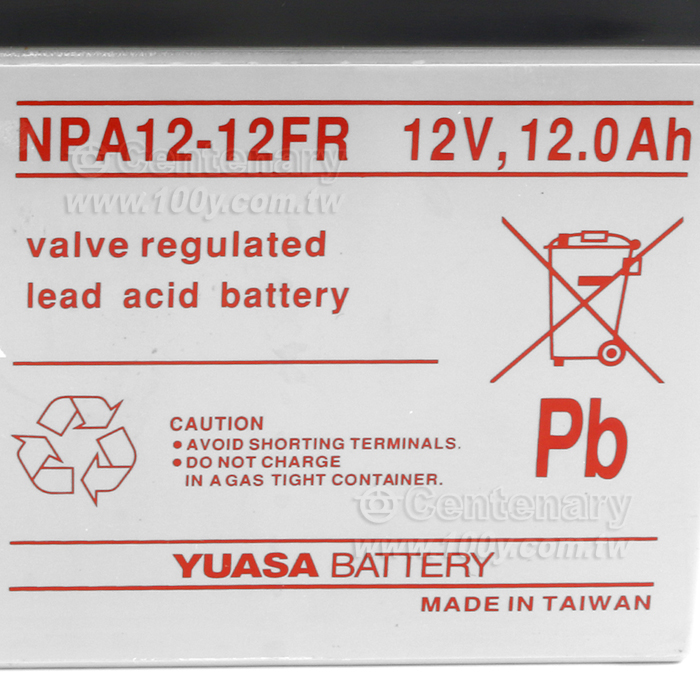 NPA12-12FR 12V, 12.0Ah
© Centenary
www.100y.com.tw
valve regulated
lead acid battery
Pb
CAUTION
• AVOID SHORTING TERMINALS.
• DO NOT CHARGE
IN A GAS TIGHT CONTAINER.
© Centenary
www.100y.com.tw
YUASA BATTERY
MADE IN TAIWAN